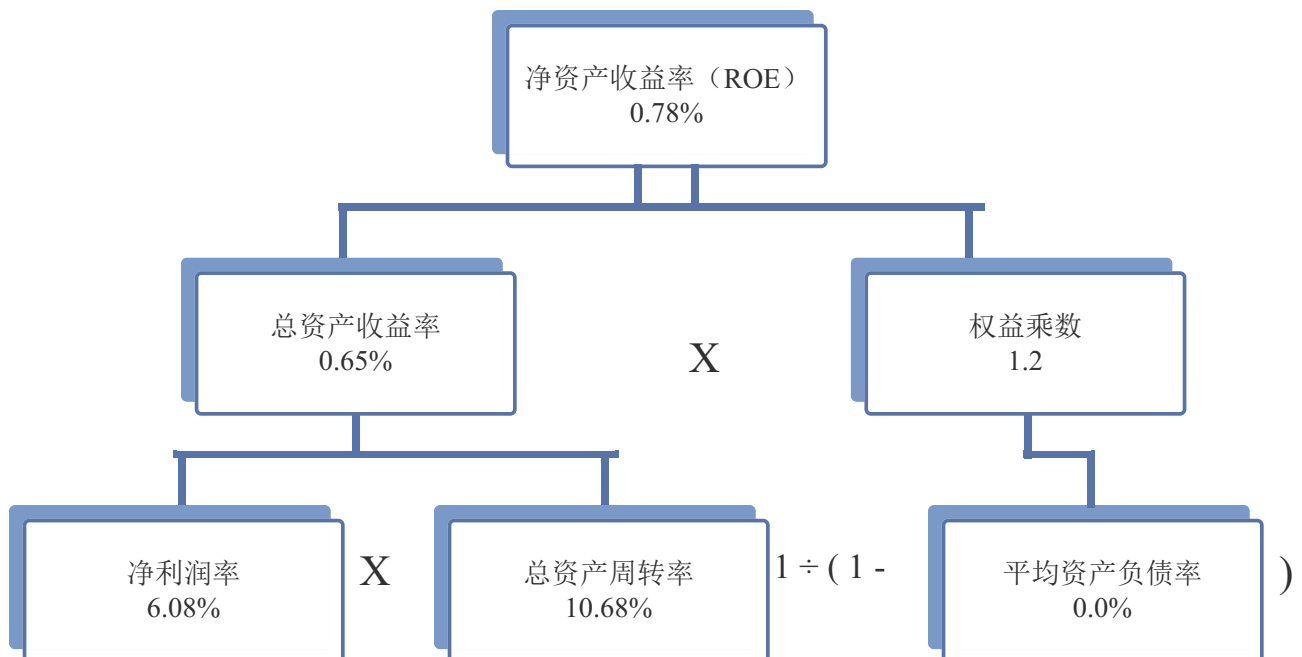 净资产收益率（ROE）
0.78%
总资产收益率
0.65%
X
权益乘数
1.2
净利润率
6.08%
X
总资产周转率
10.68%
1 ÷ ( 1 -
平均资产负债率
0.0%
)